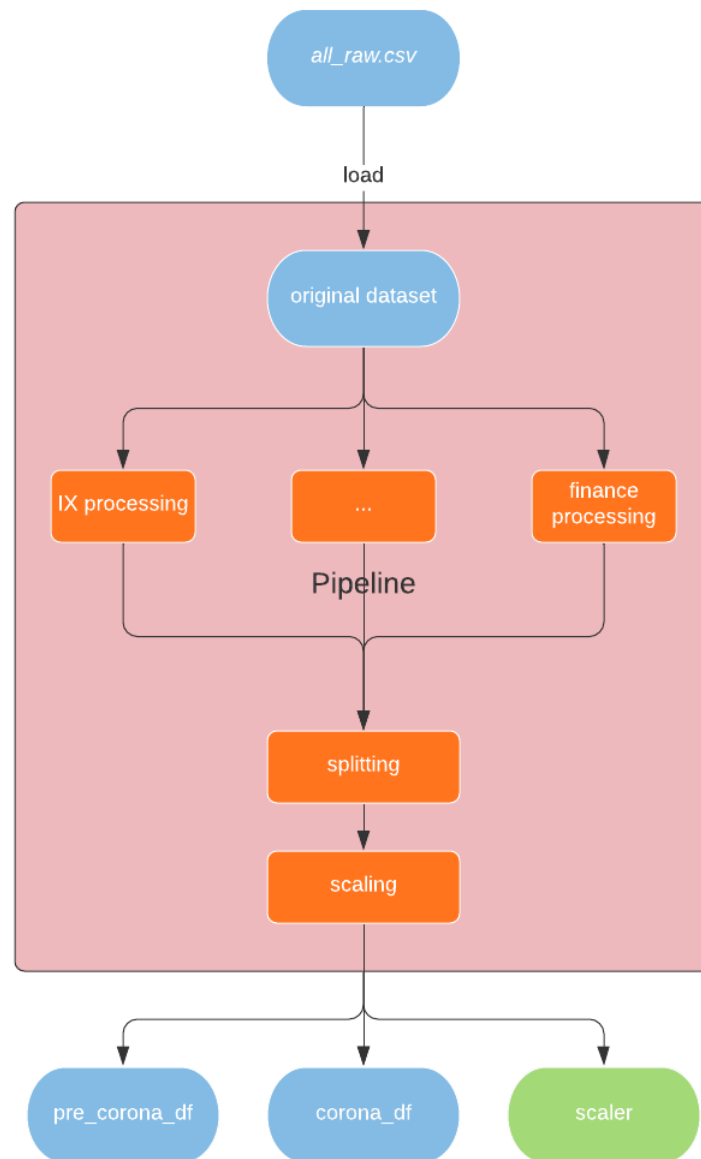 all_raw.csv
load
original dataset
IX processing
...
finance
processing
Pipeline
splitting
scaling
pre_corona_df
corona_df
scaler